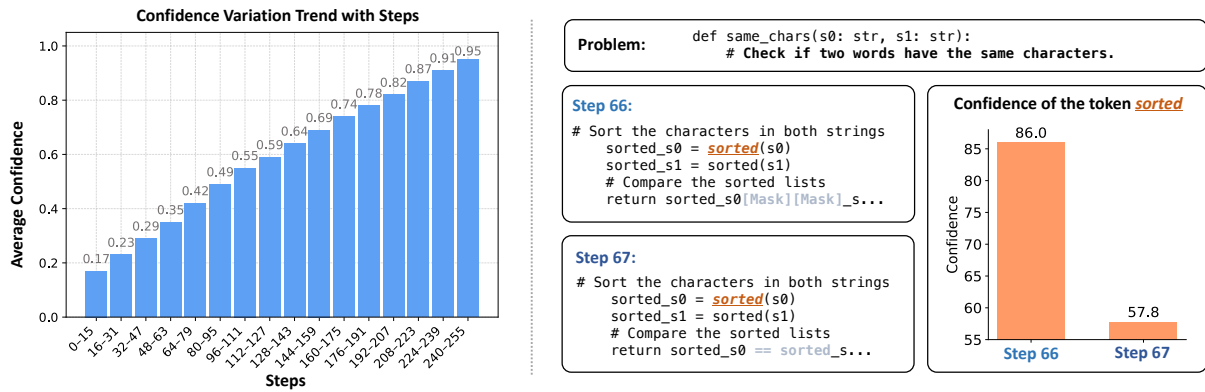 Confidence Variation Trend with Steps
Average Confidence
1.0
0.8
0.6
0.4
0.2
0.0
0.17
0.23
0.29
0.35
0.42
0.49
0.55
0.59
0.64
0.69
0.74
0.78
0.82
0.87
0.91
0.95
0–15
16–31
32–47
48–63
64–79
80–95
96–111
112–127
128–143
144–159
160–175
176–191
192–207
208–223
224–239
240–255
Steps
Problem: def same_chars(s0: str, s1: str):
# Check if two words have the same characters.
Step 66:
# Sort the characters in both strings
sorted_s0 = sorted(s0)
sorted_s1 = sorted(s1)
# Compare the sorted lists
return sorted_s0[Mask][Mask]_s...
Step 67:
# Sort the characters in both strings
sorted_s0 = sorted(s0)
sorted_s1 = sorted(s1)
# Compare the sorted lists
return sorted_s0 == sorted_s...
Confidence of the token sorted
Confidence
85
80
75
70
65
60
55
86.0
57.8
Step 66
Step 67